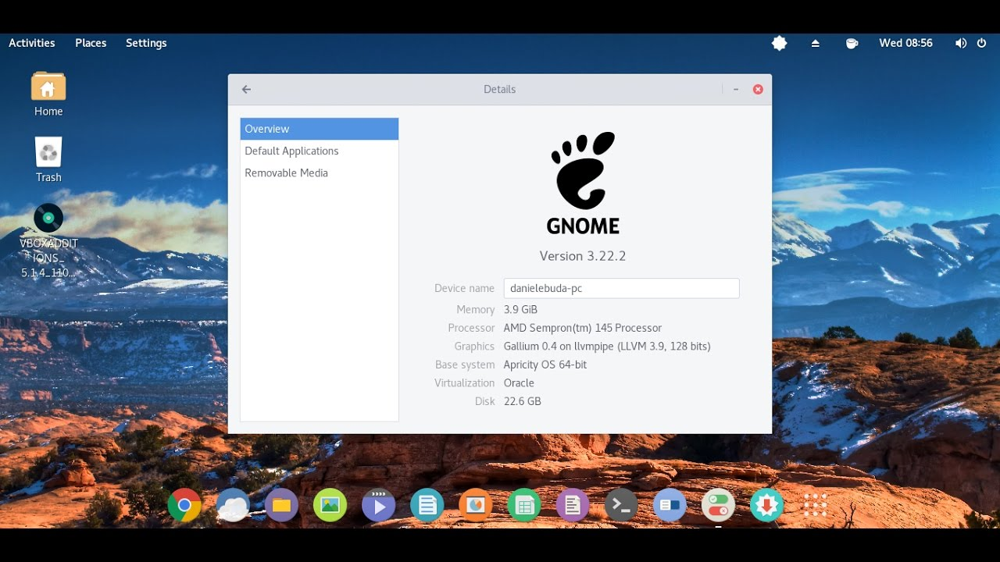 Activities Places Settings Wed 08:56
Home
Trash
VBOXADDIT
IONS_
5.1.4_110...
Details
Overview
Default Applications
Removable Media
GNOME
Version 3.22.2
Device name danielebuda-pc
Memory 3.9 GiB
Processor AMD Sempron(tm) 145 Processor
Graphics Gallium 0.4 on llvmpipe (LLVM 3.9, 128 bits)
Base system Apricity OS 64-bit
Virtualization Oracle
Disk 22.6 GB